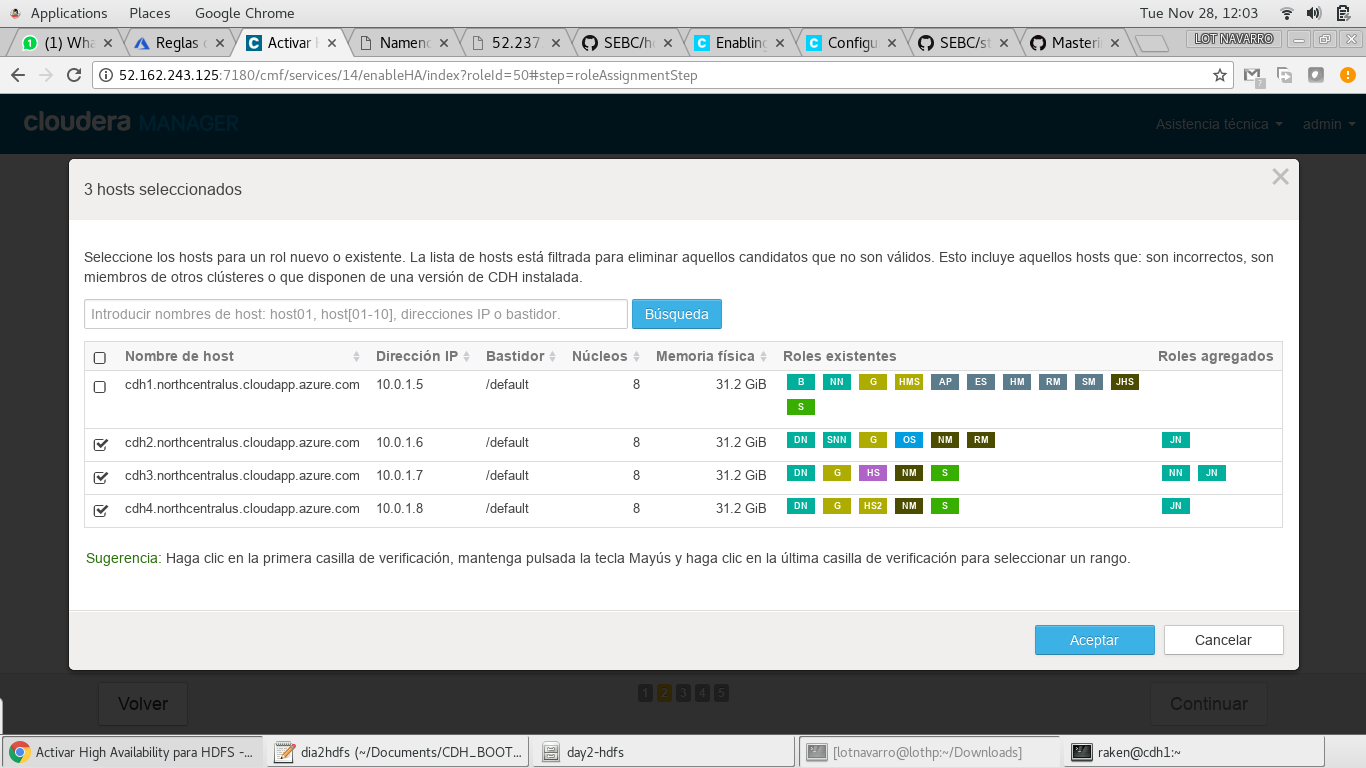 Applications Places Google Chrome Tue Nov 28, 12:03
(1) Wha Reglas Activar Namenc 52.237. SEBC/h Enabling Configu SEBC/st Masterin LOT NAVARRO
52.162.243.125:7180/cmf/services/14/enableHA/index?roleId=50#step=roleAssignmentStep
cloudera MANAGER Asistencia técnica admin
3 hosts seleccionados
Seleccione los hosts para un rol nuevo o existente. La lista de hosts está filtrada para eliminar aquellos candidatos que no son válidos. Esto incluye aquellos hosts que: son incorrectos, son
miembros de otros clústeres o que disponen de una versión de CDH instalada.
Introducir nombres de host: host01, host[01-10], direcciones IP o bastidor. Búsqueda
Nombre de host Dirección IP Bastidor Núcleos Memoria física Roles existentes Roles agregados
cdh1.northcentralus.cloudapp.azure.com 10.0.1.5 /default 8 31.2 GiB B NN G HMS AP ES HM RM SM JHS
S
cdh2.northcentralus.cloudapp.azure.com 10.0.1.6 /default 8 31.2 GiB DN SNN G OS NM RM JN
cdh3.northcentralus.cloudapp.azure.com 10.0.1.7 /default 8 31.2 GiB DN G HS NM S NN JN
cdh4.northcentralus.cloudapp.azure.com 10.0.1.8 /default 8 31.2 GiB DN G HS2 NM S JN
Sugerencia: Haga clic en la primera casilla de verificación, mantenga pulsada la tecla Mayús y haga clic en la última casilla de verificación para seleccionar un rango.
Aceptar Cancelar
Volver 1 2 3 4 5 Continuar
Activar High Availability para HDFS -... dia2hdfs (~/Documents/CDH_BOOT... day2-hdfs [lotnavarro@lothp:~/Downloads] raken@cdh1:~